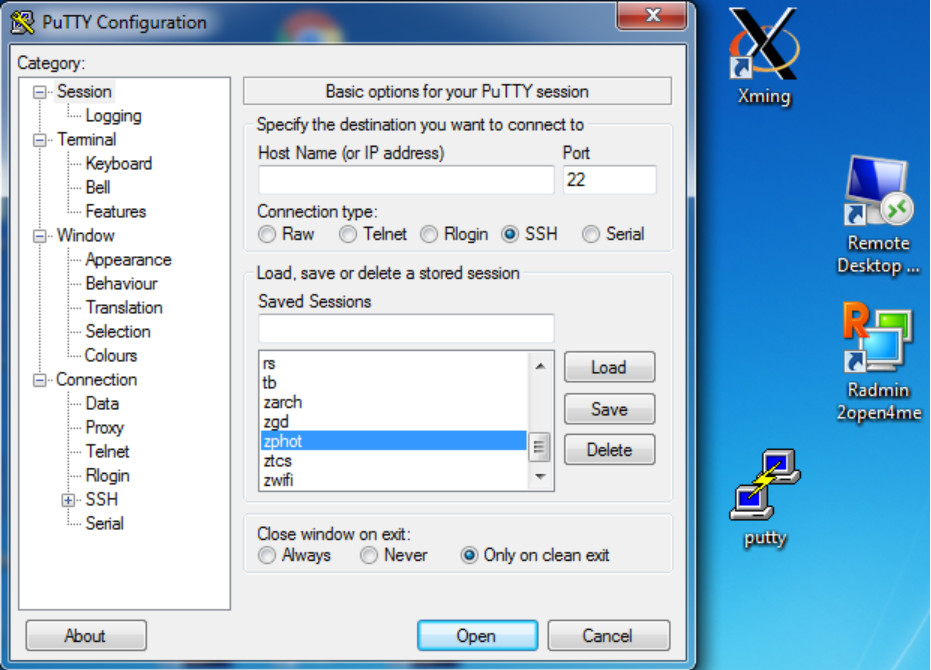 PuTTY Configuration
Category:
Session
Logging
Terminal
Keyboard
Bell
Features
Window
Appearance
Behaviour
Translation
Selection
Colours
Connection
Data
Proxy
Telnet
Rlogin
SSH
Serial
Basic options for your PuTTY session
Specify the destination you want to connect to
Host Name (or IP address) Port
22
Connection type:
Raw Telnet Rlogin SSH Serial
Load, save or delete a stored session
Saved Sessions
rs
tb
zarch
zgd
zphot
ztcs
zwifi
Load
Save
Delete
Close window on exit:
Always Never Only on clean exit
About Open Cancel
Xming
Remote
Desktop ...
Radmin
2open4me
putty